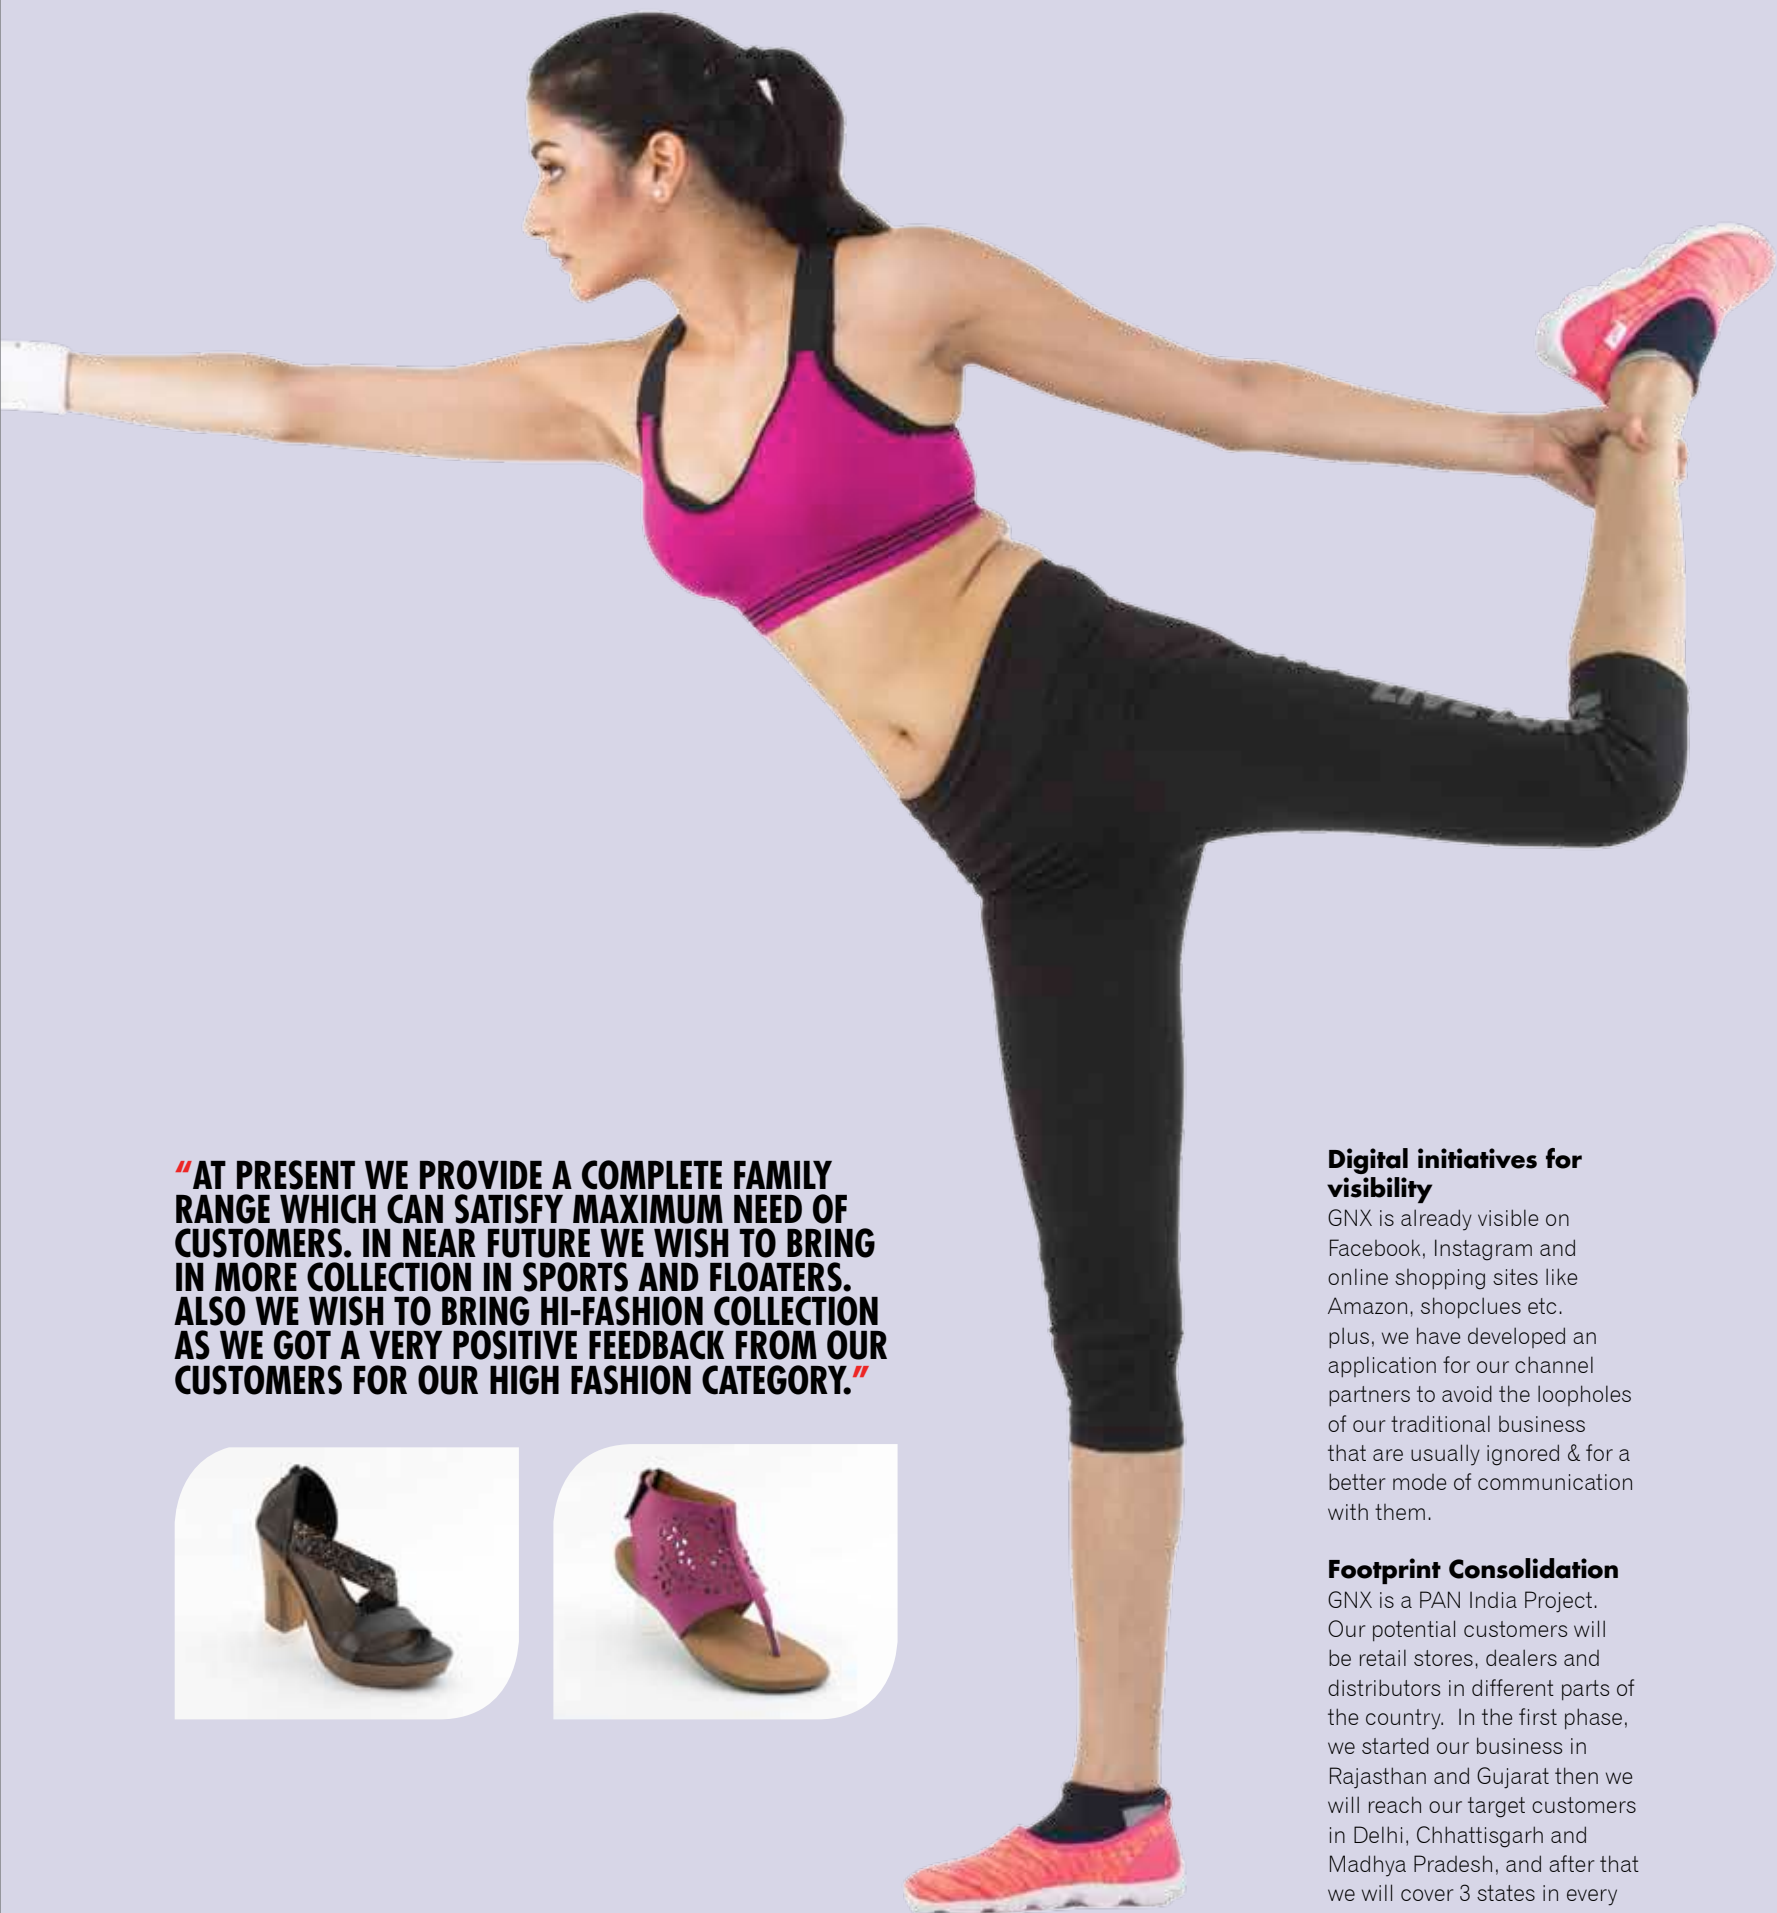 “AT PRESENT WE PROVIDE A COMPLETE FAMILY
RANGE WHICH CAN SATISFY MAXIMUM NEED OF
CUSTOMERS. IN NEAR FUTURE WE WISH TO BRING
IN MORE COLLECTION IN SPORTS AND FLOATERS.
ALSO WE WISH TO BRING HI-FASHION COLLECTION
AS WE GOT A VERY POSITIVE FEEDBACK FROM OUR
CUSTOMERS FOR OUR HIGH FASHION CATEGORY.”
Digital initiatives for
visibility
GNX is already visible on
Facebook, Instagram and
online shopping sites like
Amazon, shopclues etc.
plus, we have developed an
application for our channel
partners to avoid the loopholes
of our traditional business
that are usually ignored & for a
better mode of communication
with them.
Footprint Consolidation
GNX is a PAN India Project.
Our potential customers will
be retail stores, dealers and
distributors in different parts of
the country. In the first phase,
we started our business in
Rajasthan and Gujarat then we
will reach our target customers
in Delhi, Chhattisgarh and
Madhya Pradesh, and after that
we will cover 3 states in every